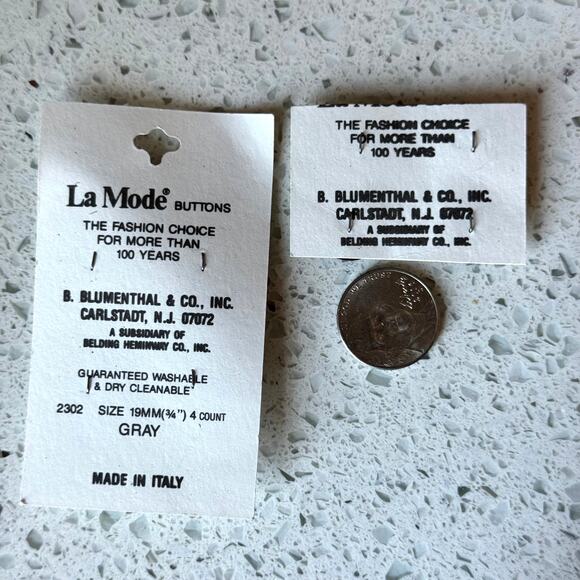 La Mode® BUTTONS
THE FASHION CHOICE
FOR MORE THAN
100 YEARS
B. BLUMENTHAL & CO., INC.
CARLSTADT, N.J. 07072
A SUBSIDIARY OF
BELDING HEMINWAY CO., INC.
GUARANTEED WASHABLE
& DRY CLEANABLE
2302 SIZE 19MM(¾") 4 COUNT
GRAY
MADE IN ITALY
La Mode
THE FASHION CHOICE
FOR MORE THAN
100 YEARS
B. BLUMENTHAL & CO., INC.
CARLSTADT, N.J. 07072
A SUBSIDIARY OF
BELDING HEMINWAY CO., INC.